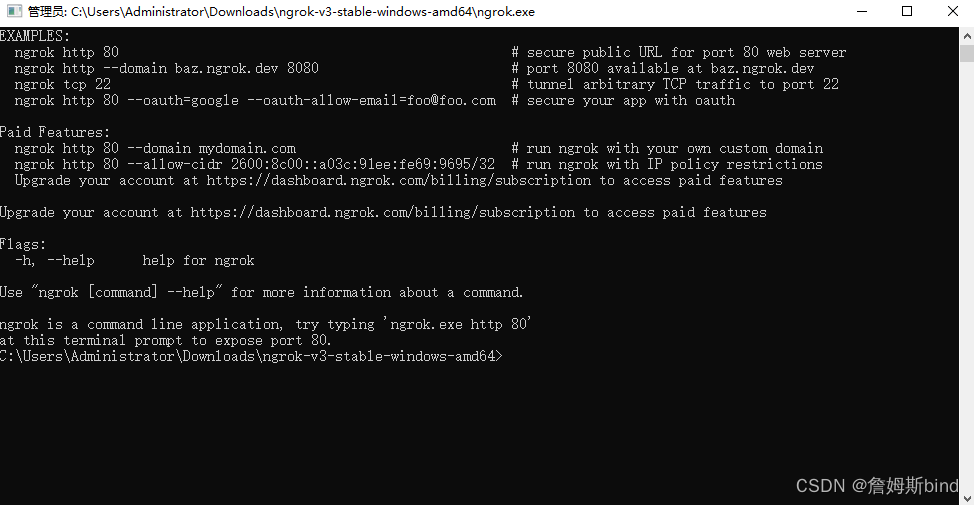 管理员: C:\Users\Administrator\Downloads\ngrok-v3-stable-windows-amd64\ngrok.exe
EXAMPLES:
  ngrok http 80                                                 # secure public URL for port 80 web server
  ngrok http --domain baz.ngrok.dev 8080                        # port 8080 available at baz.ngrok.dev
  ngrok tcp 22                                                  # tunnel arbitrary TCP traffic to port 22
  ngrok http 80 --oauth=google --oauth-allow-email=foo@foo.com  # secure your app with oauth
Paid Features:
  ngrok http 80 --domain mydomain.com                           # run ngrok with your own custom domain
  ngrok http 80 --allow-cidr 2600:8c00::a03c:91ee:fe69:9695/32  # run ngrok with IP policy restrictions
  Upgrade your account at https://dashboard.ngrok.com/billing/subscription to access paid features
Upgrade your account at https://dashboard.ngrok.com/billing/subscription to access paid features
Flags:
  -h, --help      help for ngrok
Use "ngrok [command] --help" for more information about a command.
ngrok is a command line application, try typing 'ngrok.exe http 80'
at this terminal prompt to expose port 80.
C:\Users\Administrator\Downloads\ngrok-v3-stable-windows-amd64>
CSDN @詹姆斯bind